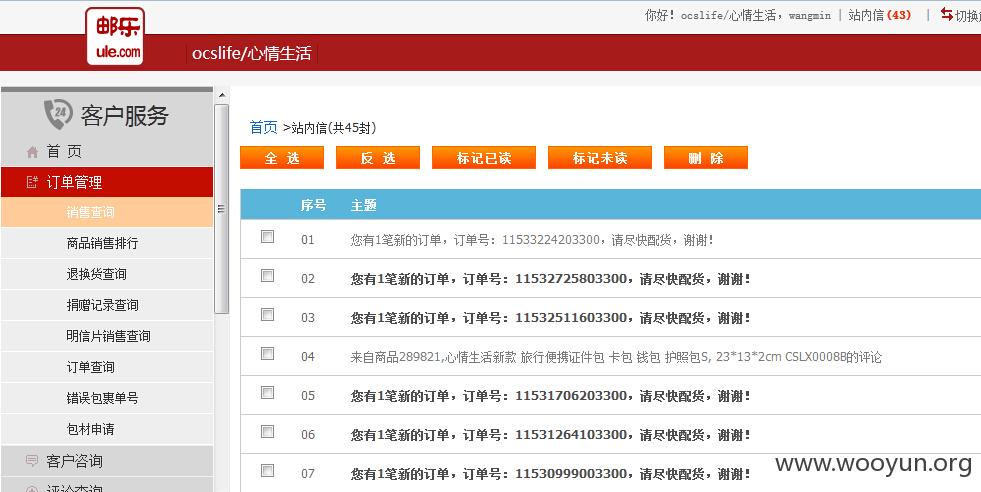 你好！ocslife/心情生活，wangmin | 站内信(43) | 切换
邮乐
ule.com
ocslife/心情生活
24 客户服务
首 页
订单管理
销售查询
商品销售排行
退换货查询
捐赠记录查询
明信片销售查询
订单查询
错误包裹单号
包材申请
客户咨询
评论查询
首页 >站内信(共45封)
全 选 反 选 标记已读 标记未读 删 除
序号 主题
01 您有1笔新的订单，订单号：11533224203300，请尽快配货，谢谢！
02 您有1笔新的订单，订单号：11532725803300，请尽快配货，谢谢！
03 您有1笔新的订单，订单号：11532511603300，请尽快配货，谢谢！
04 来自商品289821,心情生活新款 旅行便携证件包 卡包 钱包 护照包S, 23*13*2cm CSLX0008B的评论
05 您有1笔新的订单，订单号：11531706203300，请尽快配货，谢谢！
06 您有1笔新的订单，订单号：11531264103300，请尽快配货，谢谢！
07 您有1笔新的订单，订单号：11530999003300，请尽快配货，谢谢！
www.wooyun.org